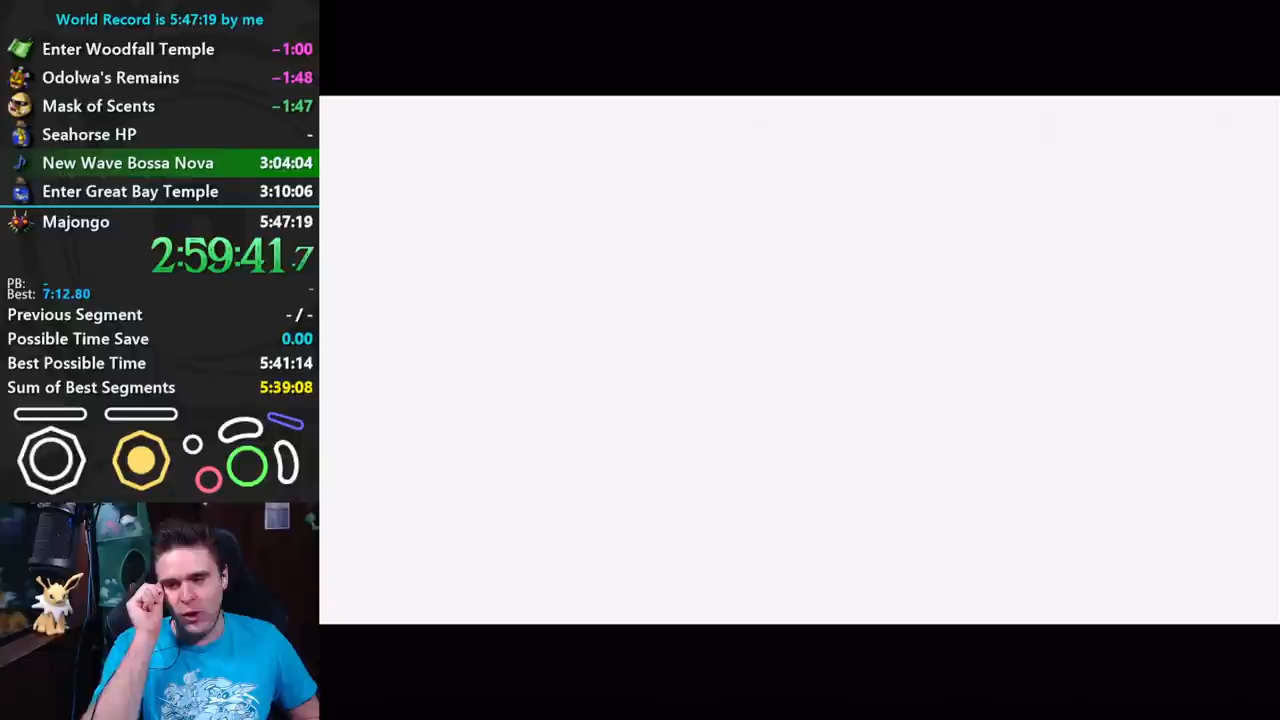 World Record is 5:47:19 by me
Enter Woodfall Temple −1:00
Odolwa's Remains −1:48
Mask of Scents −1:47
Seahorse HP -
New Wave Bossa Nova 3:04:04
Enter Great Bay Temple 3:10:06
Majongo 5:47:19
2:59:41.7
PB: - -
Best: 7:12.80
Previous Segment - / -
Possible Time Save 0.00
Best Possible Time 5:41:14
Sum of Best Segments 5:39:08